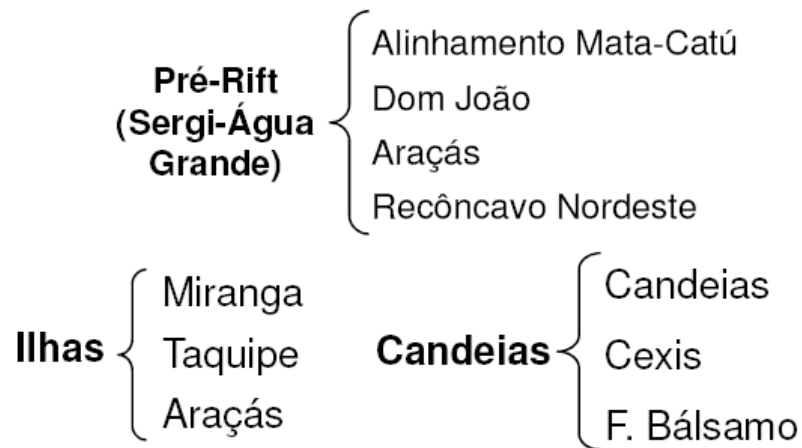 Pré-Rift
(Sergi-Água
Grande)
Alinhamento Mata-Catú
Dom João
Araçás
Recôncavo Nordeste
Ilhas
Miranga
Taquipe
Araçás
Candeias
Candeias
Cexis
F. Bálsamo